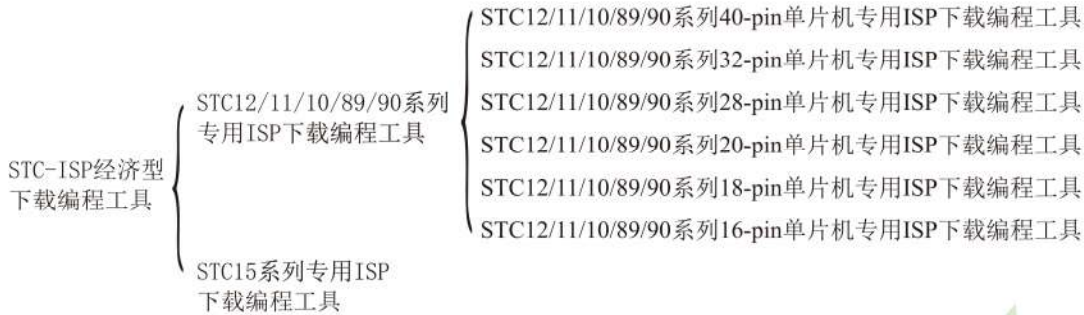 STC-ISP经济型
下载编程工具
STC12/11/10/89/90系列
专用ISP下载编程工具
STC12/11/10/89/90系列40-pin单片机专用ISP下载编程工具
STC12/11/10/89/90系列32-pin单片机专用ISP下载编程工具
STC12/11/10/89/90系列28-pin单片机专用ISP下载编程工具
STC12/11/10/89/90系列20-pin单片机专用ISP下载编程工具
STC12/11/10/89/90系列18-pin单片机专用ISP下载编程工具
STC12/11/10/89/90系列16-pin单片机专用ISP下载编程工具
STC15系列专用ISP
下载编程工具